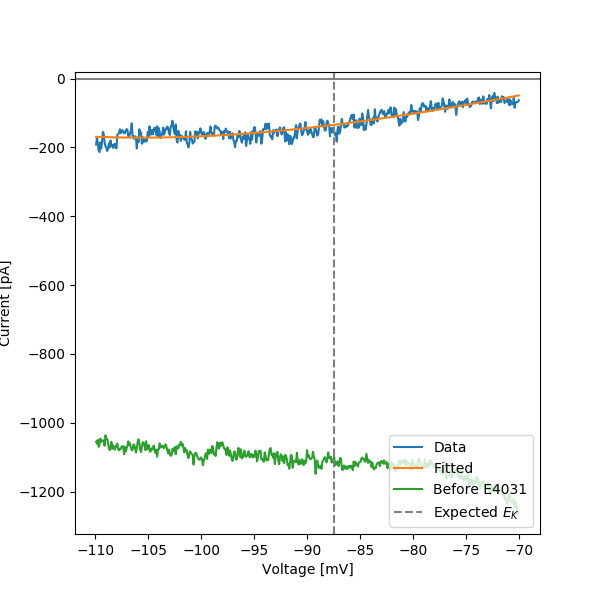 0
−200
−400
−600
−800
−1000
−1200
Current [pA]
Data
Fitted
Before E4031
Expected E_K
−110 −105 −100 −95 −90 −85 −80 −75 −70
Voltage [mV]